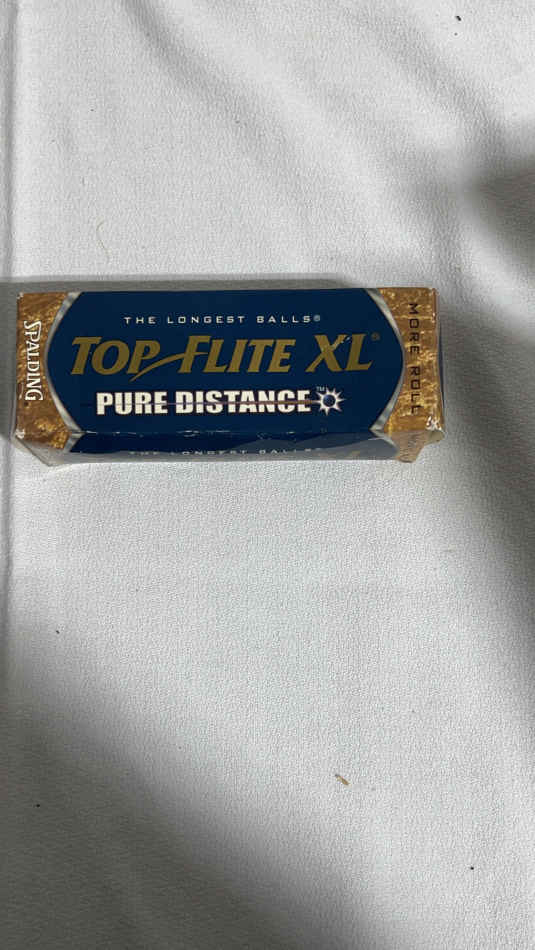 THE LONGEST BALLS®
TOP-FLITE XL®
PURE DISTANCE™
SPALDING
MORE ROLL
THE LONGEST BALLS